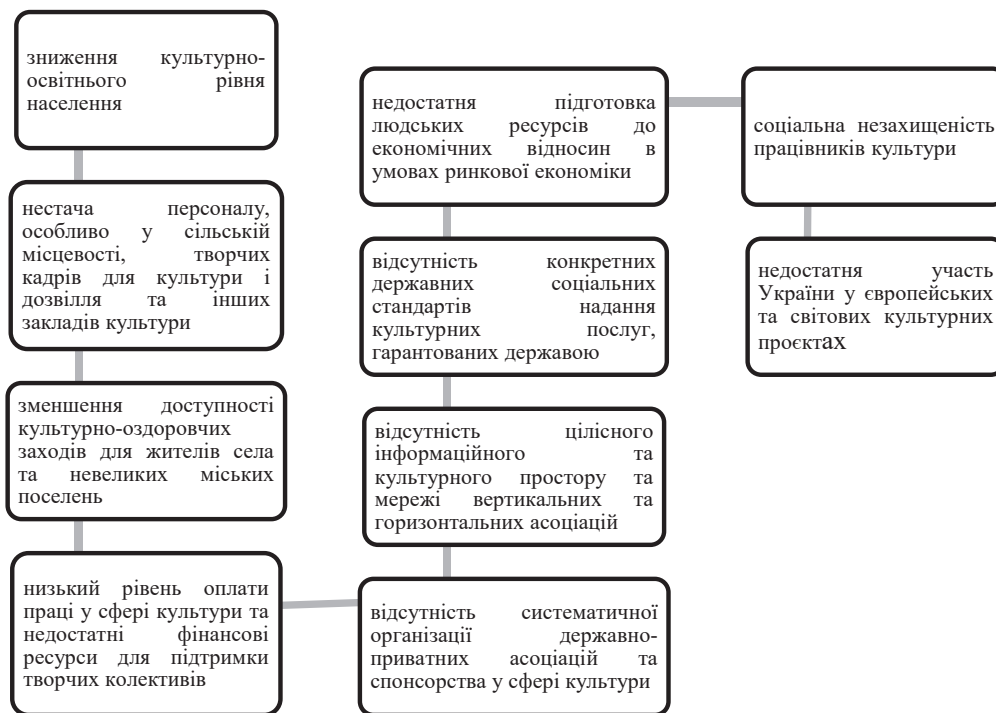 зниження культурно-
освітнього рівня
населення
нестача персоналу,
особливо у сільській
місцевості, творчих
кадрів для культури і
дозвілля та інших
закладів культури
зменшення доступності
культурно-оздоровчих
заходів для жителів села
та невеликих міських
поселень
низький рівень оплати
праці у сфері культури та
недостатні фінансові
ресурси для підтримки
творчих колективів
відсутність систематичної
організації державно-
приватних асоціацій та
спонсорства у сфері культури
відсутність цілісного
інформаційного та
культурного простору та
мережі вертикальних та
горизонтальних асоціацій
відсутність конкретних
державних соціальних
стандартів надання
культурних послуг,
гарантованих державою
недостатня підготовка
людських ресурсів до
економічних відносин в
умовах ринкової економіки
соціальна незахищеність
працівників культури
недостатня участь
України у європейських
та світових культурних
проєктах